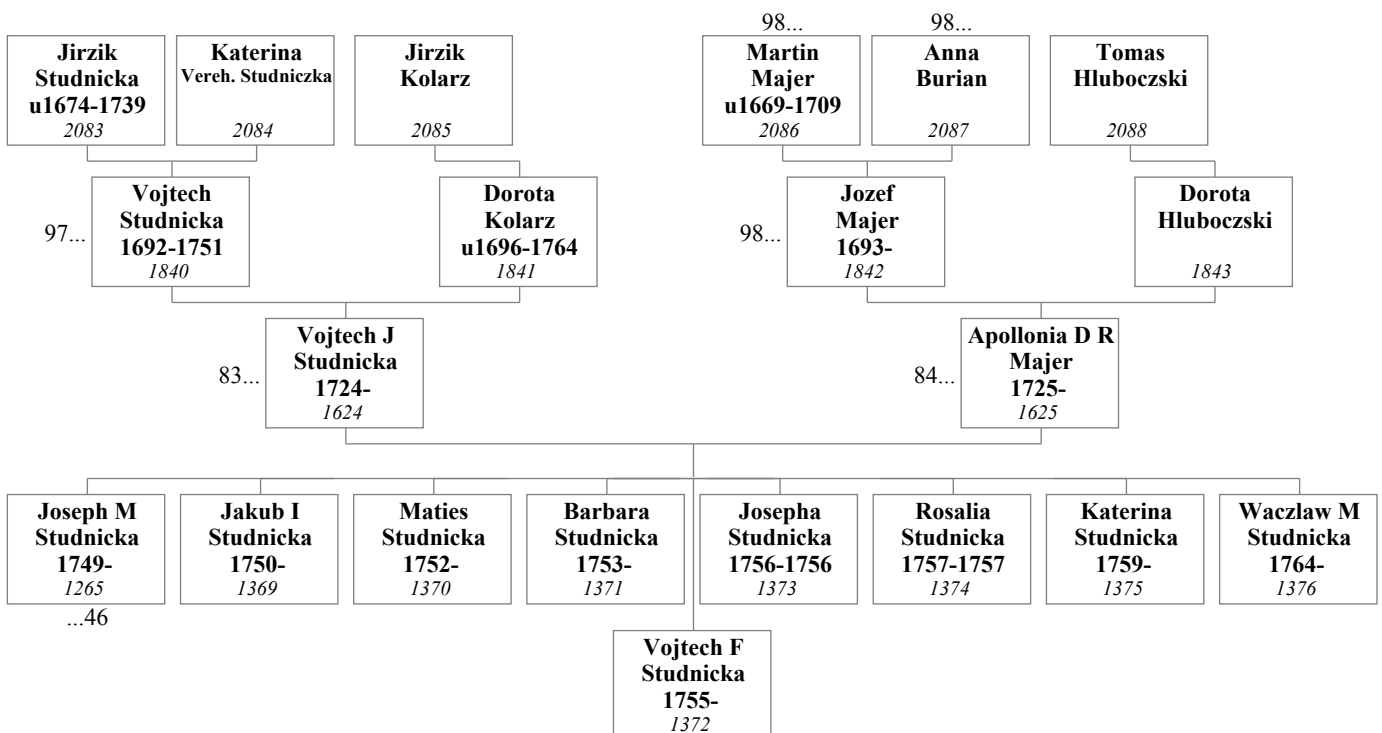 98...
98...
Jirzik
Studnicka
u1674-1739
2083
Katerina
Vereh. Studniczka
2084
Jirzik
Kolarz
2085
Martin
Majer
u1669-1709
2086
Anna
Burian
2087
Tomas
Hluboczski
2088
97...
Vojtech
Studnicka
1692-1751
1840
Dorota
Kolarz
u1696-1764
1841
98...
Jozef
Majer
1693-
1842
Dorota
Hluboczski
1843
83...
Vojtech J
Studnicka
1724-
1624
84...
Apollonia D R
Majer
1725-
1625
Joseph M
Studnicka
1749-
1265
...46
Jakub I
Studnicka
1750-
1369
Maties
Studnicka
1752-
1370
Barbara
Studnicka
1753-
1371
Josepha
Studnicka
1756-1756
1373
Rosalia
Studnicka
1757-1757
1374
Katerina
Studnicka
1759-
1375
Waczlaw M
Studnicka
1764-
1376
Vojtech F
Studnicka
1755-
1372